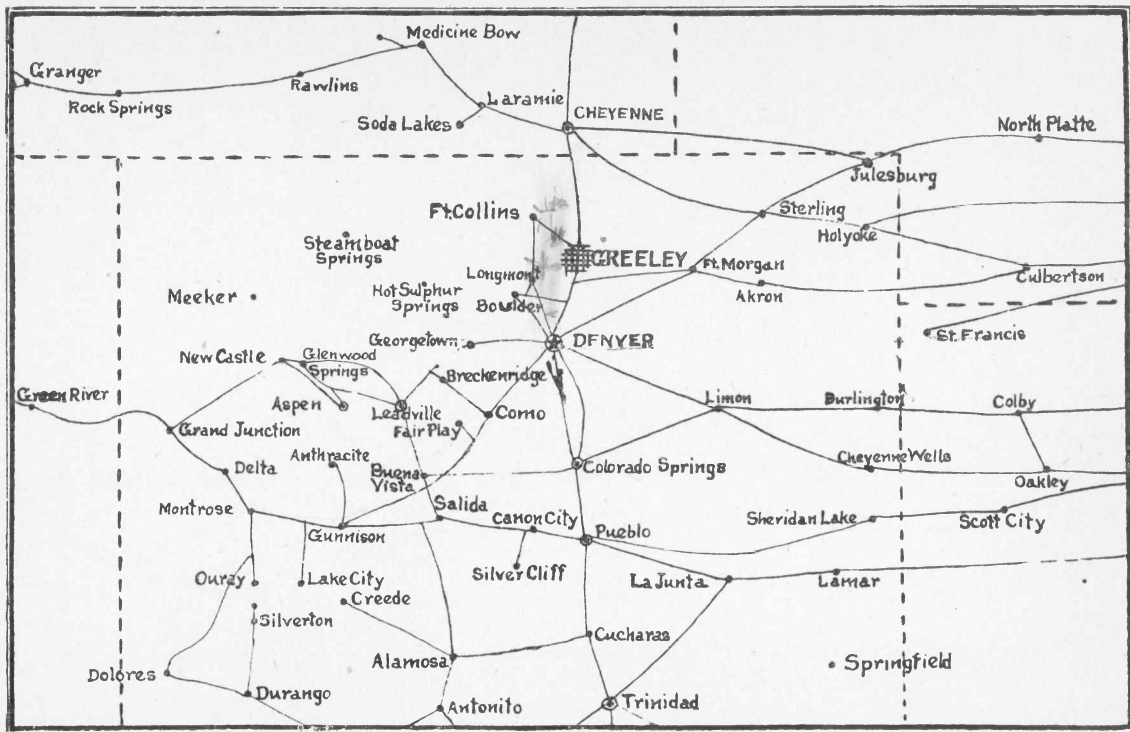 Medicine Bow
Granger
Rawlins
Rock Springs
Laramie
CHEYENNE
Soda Lakes
North Platte
Julesburg
Ft. Collins
Sterling
Holyoke
Steamboat
Springs
GREELEY
Ft. Morgan
Longmont
Culbertson
Meeker
Hot Sulphur
Springs
Boulder
Akron
St. Francis
Georgetown
DENVER
New Castle
Glenwood
Springs
Breckenridge
Green River
Aspen
Leadville
Como
Limon
Burlington
Colby
Fair Play
Grand Junction
Anthracite
Delta
Buena
Vista
Colorado Springs
Cheyenne Wells
Oakley
Montrose
Salida
Canon City
Pueblo
Sheridan Lake
Scott City
Gunnison
Ouray
Lake City
Silver Cliff
La Junta
Lamar
Creede
Silverton
Cucharas
Alamosa
Springfield
Dolores
Durango
Antonito
Trinidad